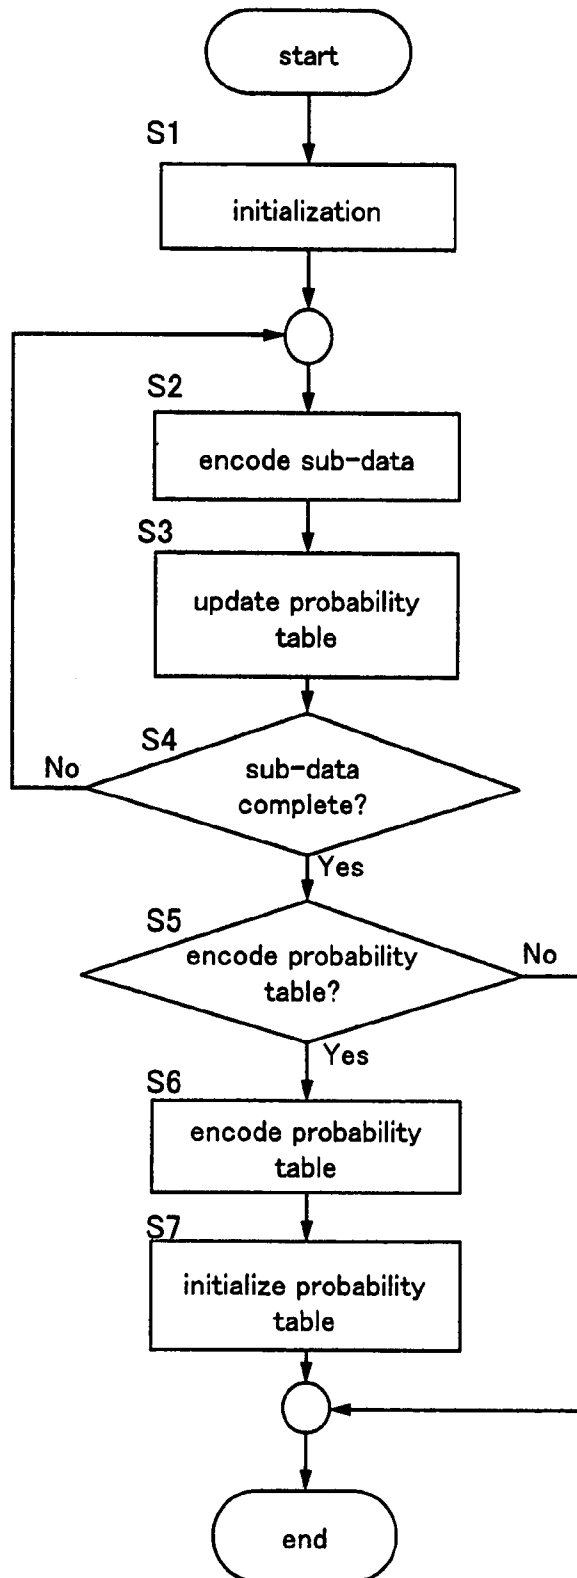 start
S1
initialization
S2
encode sub-data
S3
update probability
table
S4
No
sub-data
complete?
Yes
S5
encode probability
table?
No
Yes
S6
encode probability
table
S7
initialize probability
table
end